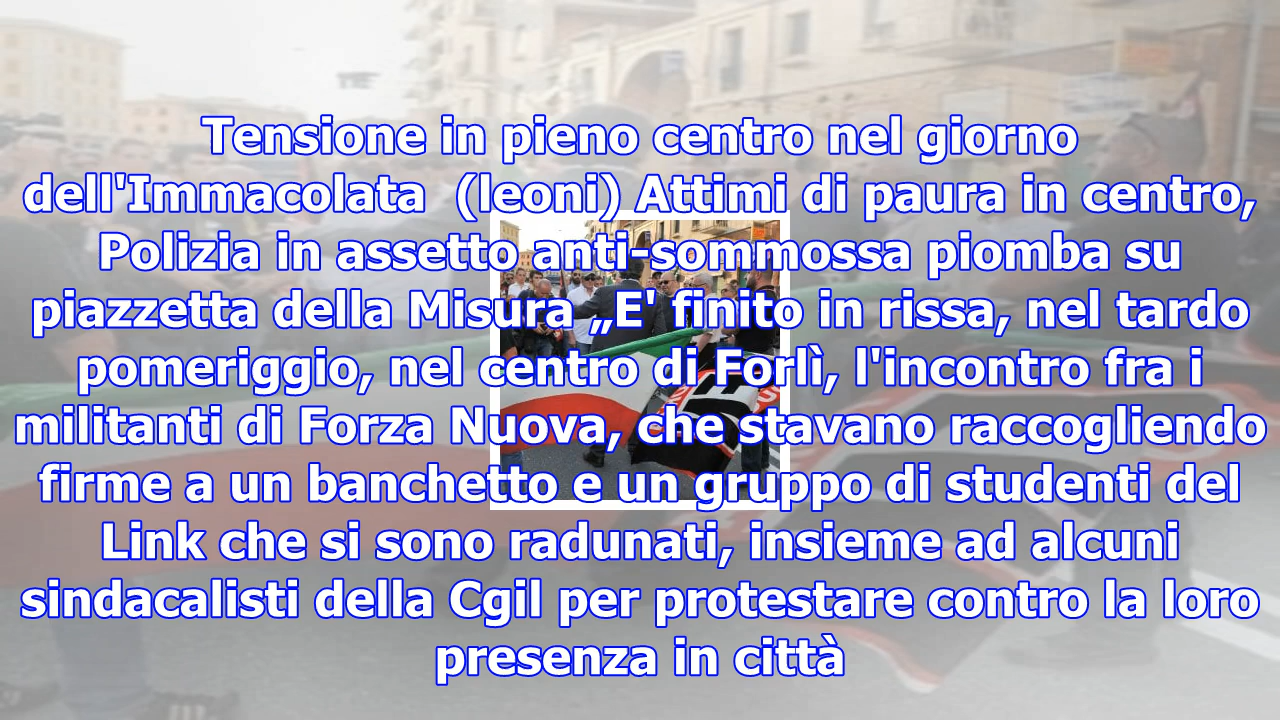 Tensione in pieno centro nel giorno
dell'Immacolata  (leoni) Attimi di paura in centro,
Polizia in assetto anti-sommossa piomba su
piazzetta della Misura „E' finito in rissa, nel tardo
pomeriggio, nel centro di Forlì, l'incontro fra i
militanti di Forza Nuova, che stavano raccogliendo
firme a un banchetto e un gruppo di studenti del
Link che si sono radunati, insieme ad alcuni
sindacalisti della Cgil per protestare contro la loro
presenza in città